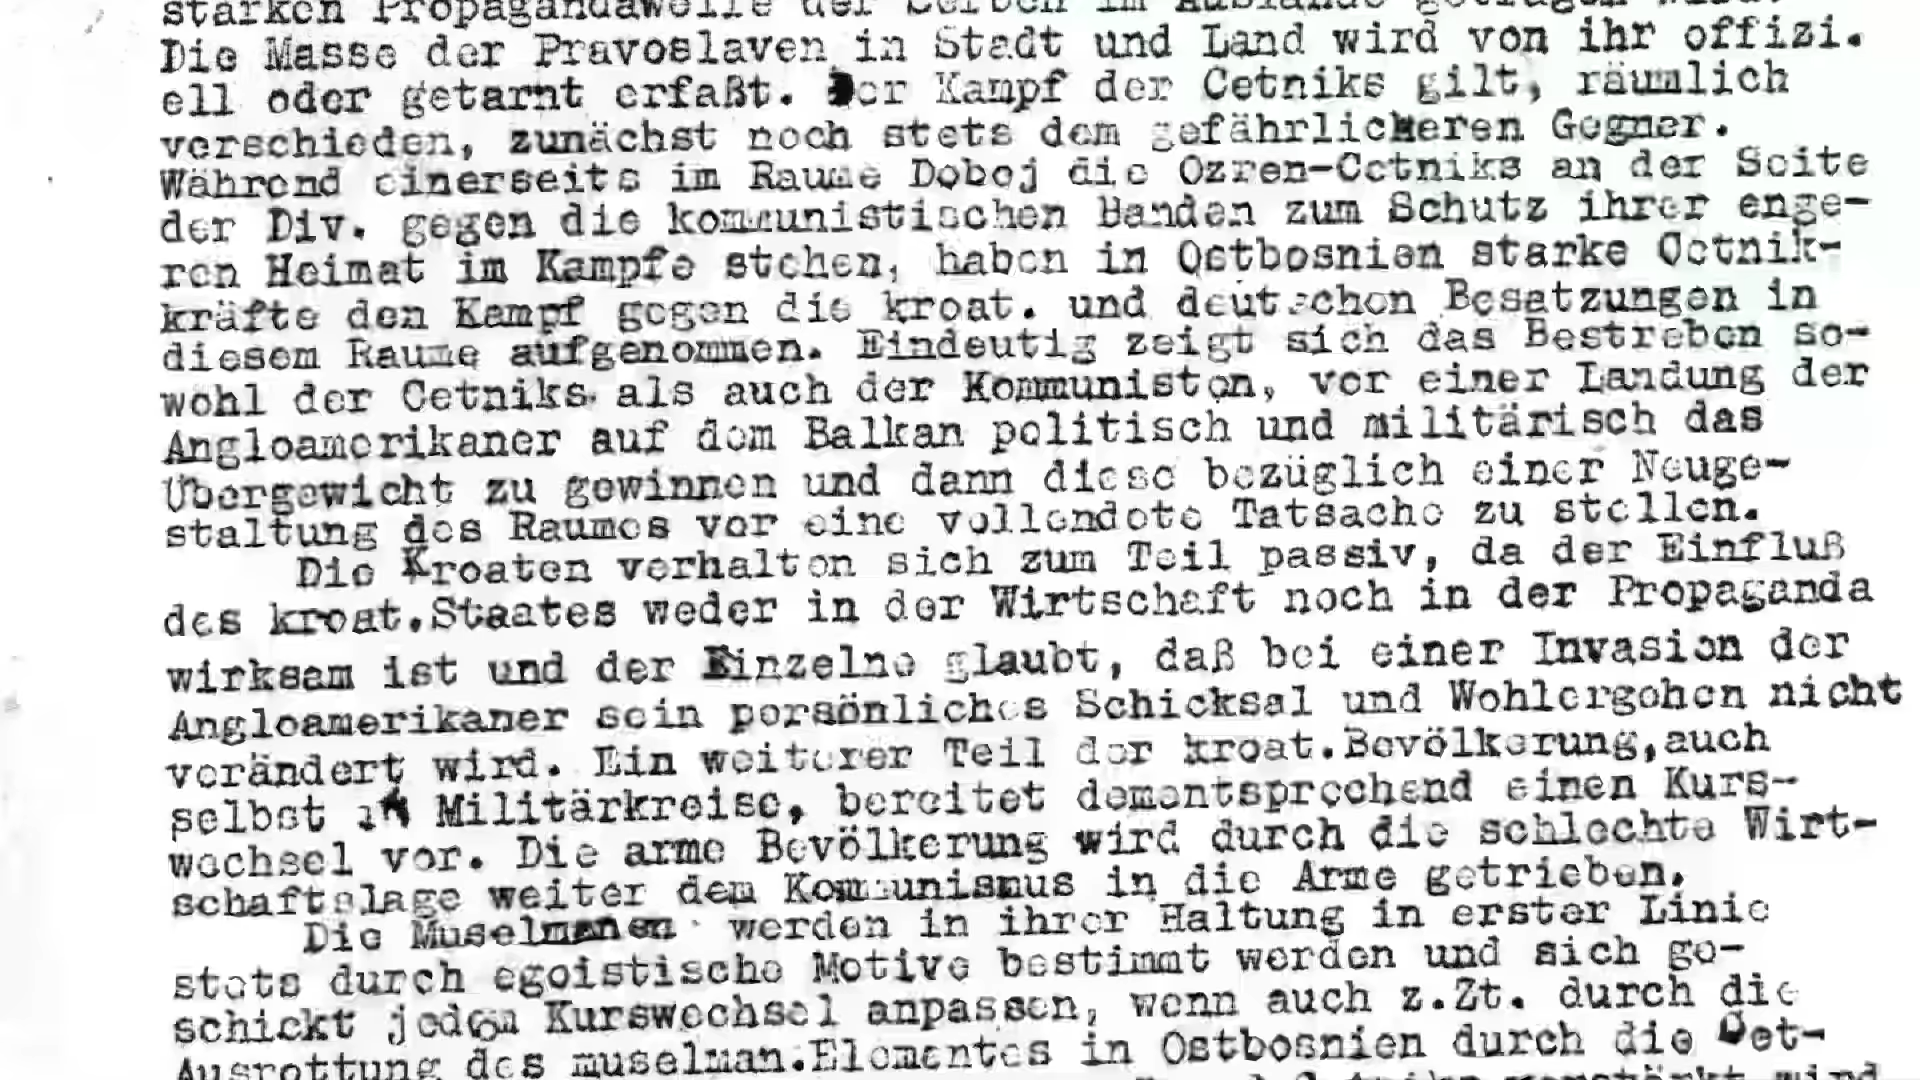 starken Propagandawelle der Serben im Auslande getragen wird.
Die Masse der Pravoslaven in Stadt und Land wird von ihr offizi.
ell oder getarnt erfaßt. Der Kampf der Cetniks gilt, räumlich
verschieden, zunächst noch stets dem gefährlicheren Gegner.
Während einerseits im Raume Doboj die Ozren-Cetniks an der Seite
der Div. gegen die kommunistischen Banden zum Schutz ihrer enge-
ren Heimat im Kampfe stehen, haben in Ostbosnien starke Cetnik-
kräfte den Kampf gegen die kroat. und deutschen Besatzungen in
diesem Raume aufgenommen. Eindeutig zeigt sich das Bestreben so-
wohl der Cetniks als auch der Kommunisten, vor einer Landung der
Angloamerikaner auf dem Balkan politisch und militärisch das
Übergewicht zu gewinnen und dann diese bezüglich einer Neuge-
staltung des Raumes vor eine vollendete Tatsache zu stellen.
Die Kroaten verhalten sich zum Teil passiv, da der Einfluß
des kroat.Staates weder in der Wirtschaft noch in der Propaganda
wirksam ist und der Einzelne glaubt, daß bei einer Invasion der
Angloamerikaner sein persönliches Schicksal und Wohlergehen nicht
verändert wird. Ein weiterer Teil der kroat.Bevölkerung,auch
selbst in Militärkreise, bereitet dementsprechend einen Kurs-
wechsel vor. Die arme Bevölkerung wird durch die schlechte Wirt-
schaftslage weiter dem Kommunismus in die Arme getrieben.
Die Muselmanen werden in ihrer Haltung in erster Linie
stets durch egoistische Motive bestimmt werden und sich ge-
schickt jedem Kurswechsel anpassen, wenn auch z.Zt. durch die
Ausrottung des muselman.Elementes in Ostbosnien durch die Cet-
verstärkt wird